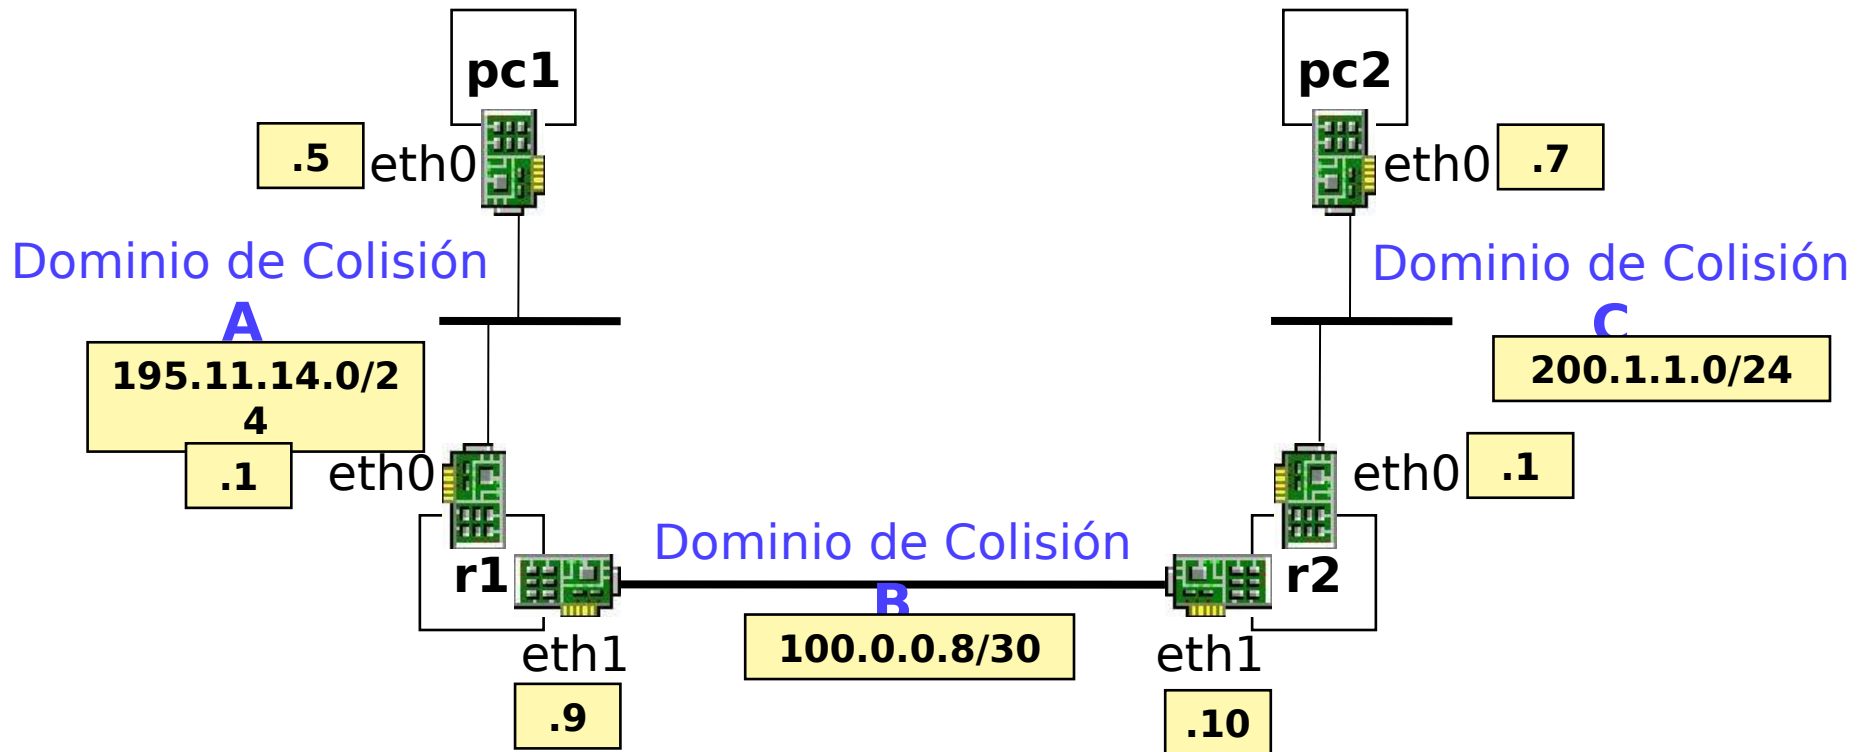 pc1
pc2
.5
eth0
eth0
.7
Dominio de Colisión
A
Dominio de Colisión
C
195.11.14.0/2
4
200.1.1.0/24
.1
eth0
eth0
.1
Dominio de Colisión
B
r1
r2
100.0.0.8/30
eth1
eth1
.9
.10